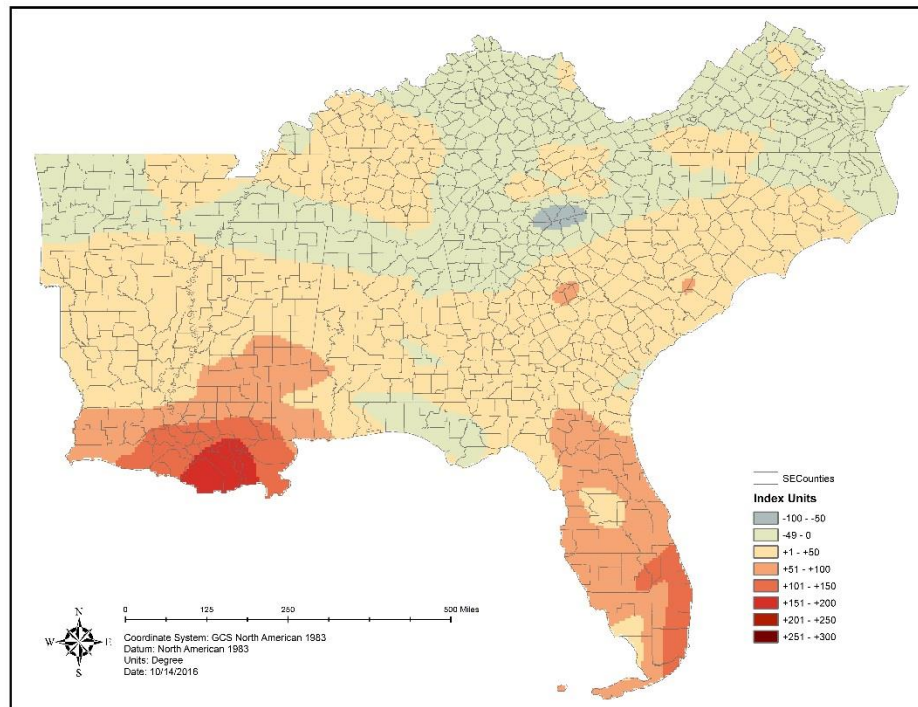 SECounties
Index Units
-100 - -50
-49 - 0
+1 - +50
+51 - +100
+101 - +150
+151 - +200
+201 - +250
+251 - +300
0 125 250 500 Miles
N
W E
S
Coordinate System: GCS North American 1983
Datum: North American 1983
Units: Degree
Date: 10/14/2016